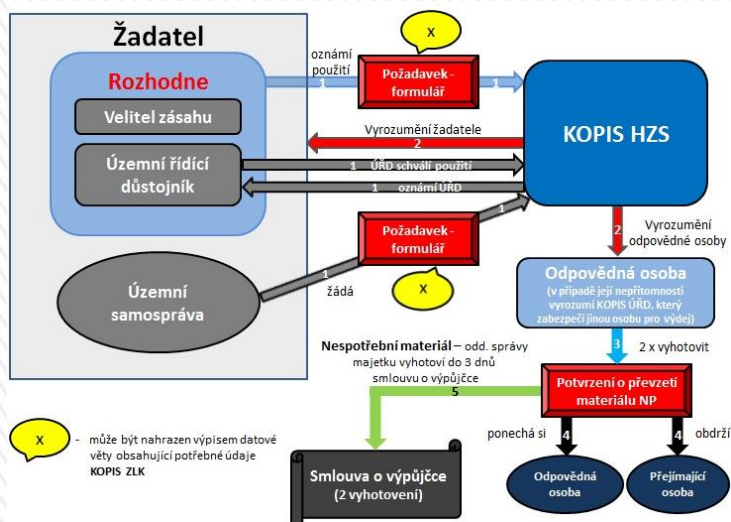 Žadatel
Rozhodne
Velitel zásahu
Územní řídící
důstojník
Územní
samospráva
oznámí
použití
X
Požadavek -
formulář
1
1
Vyrozumění žadatele
2
1 ÚŘD schválí použití
1 oznámí ÚŘD
1
Požadavek -
formulář
1
žádá
X
KOPIS HZS
2
Vyrozumění
odpovědné osoby
Odpovědná osoba
(v případě její nepřítomnosti
vyrozumí KOPIS ÚŘD, který
zabezpečí jinou osobu pro výdej)
3
2 x vyhotovit
Nespotřební materiál – odd. správy
majetku vyhotoví do 3 dnů
smlouvu o výpůjčce
5
Potvrzení o převzetí
materiálu NP
ponechá si
4
4
obdrží
Odpovědná
osoba
Přejímající
osoba
Smlouva o výpůjčce
(2 vyhotovení)
X
- může být nahrazen výpisem datové
věty obsahující potřebné údaje
KOPIS ZLK